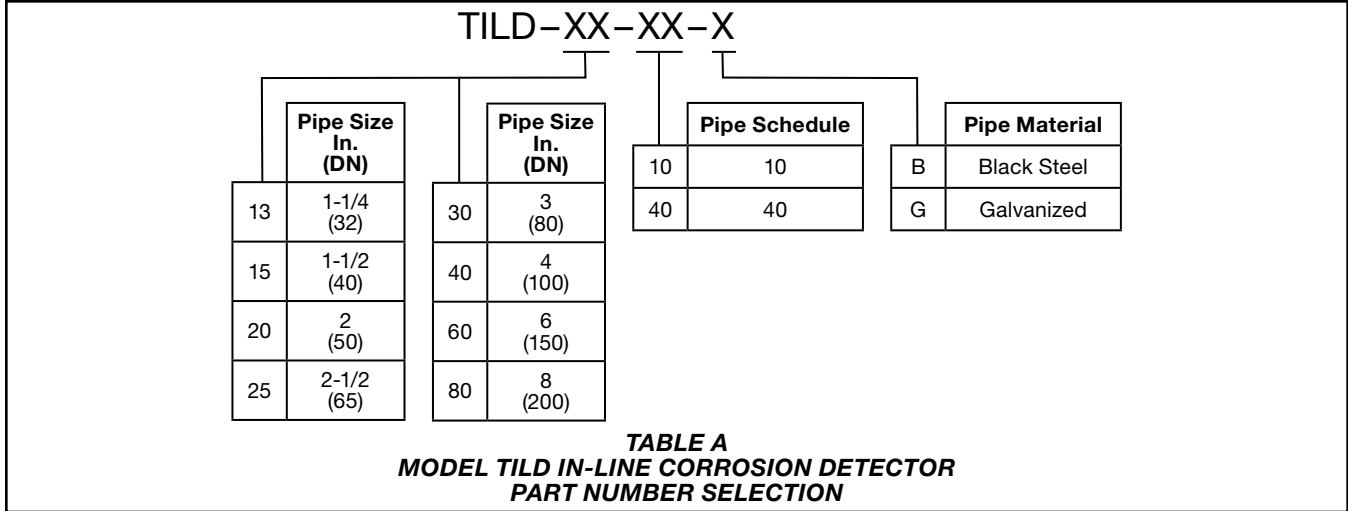 TILD–XX–XX–X
Pipe Size
In.
(DN)
13
1-1/4
(32)
15
1-1/2
(40)
20
2
(50)
25
2-1/2
(65)
Pipe Size
In.
(DN)
30
3
(80)
40
4
(100)
60
6
(150)
80
8
(200)
Pipe Schedule
10 10
40 40
Pipe Material
B Black Steel
G Galvanized
TABLE A
MODEL TILD IN-LINE CORROSION DETECTOR
PART NUMBER SELECTION